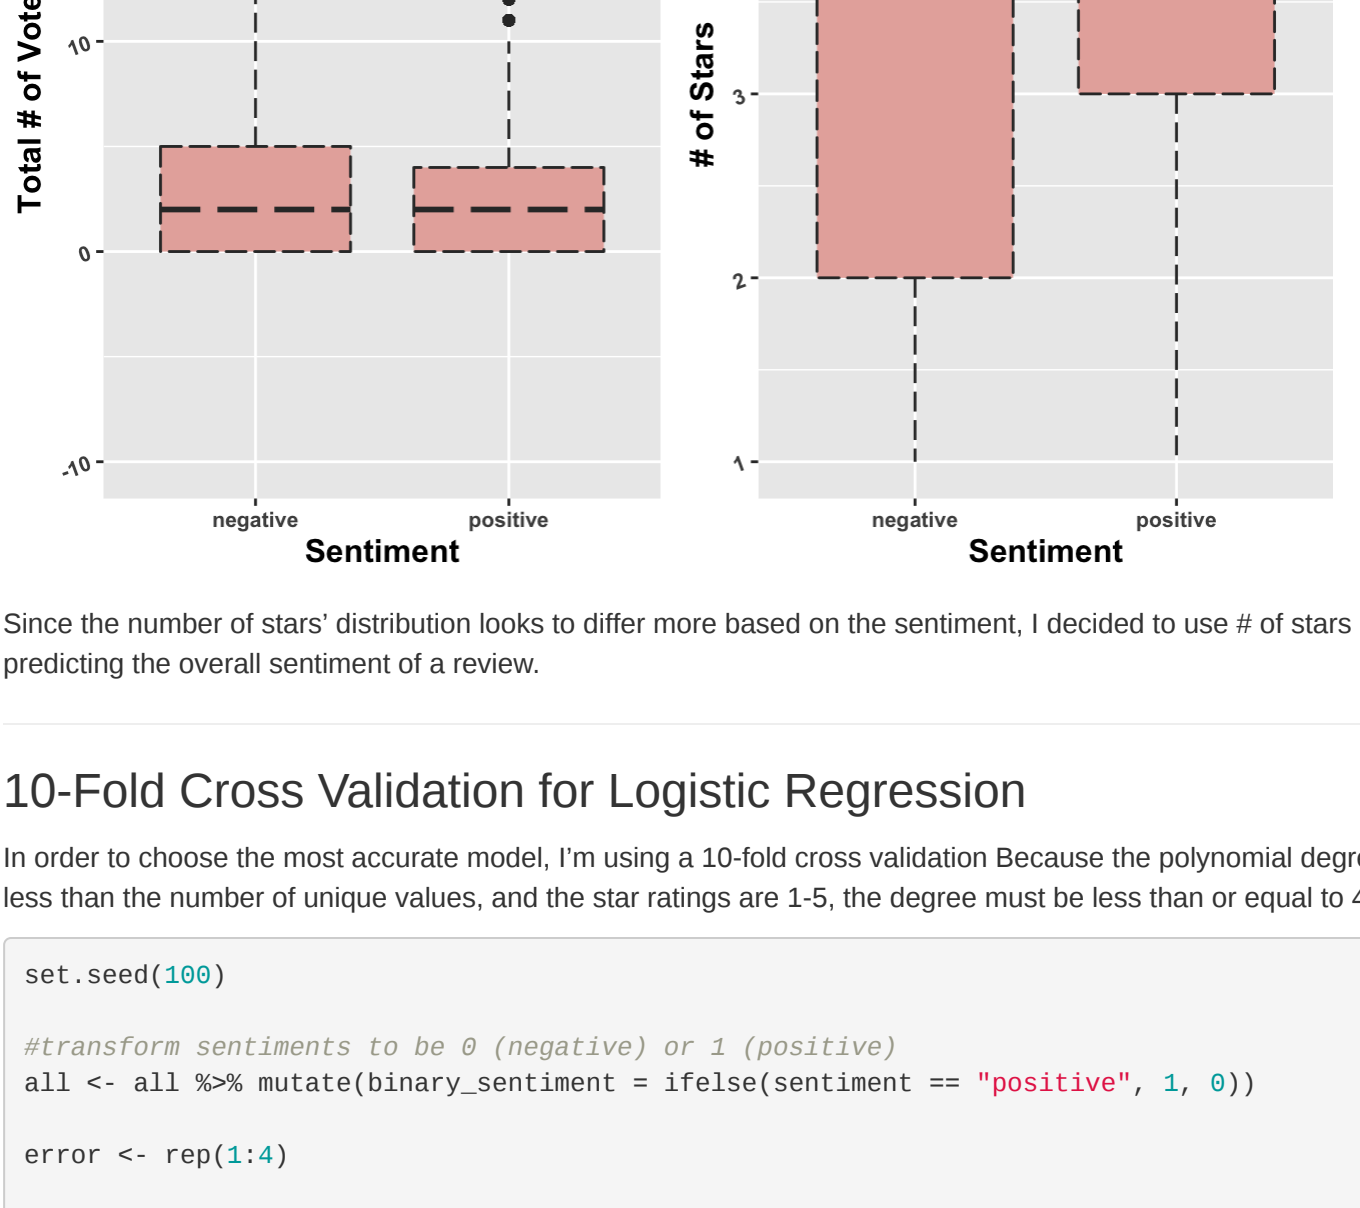 Total # of Vote
10
0
-10
negative positive
Sentiment
# of Stars
3
2
1
negative positive
Sentiment
Since the number of stars’ distribution looks to differ more based on the sentiment, I decided to use # of stars
predicting the overall sentiment of a review.
10-Fold Cross Validation for Logistic Regression
In order to choose the most accurate model, I’m using a 10-fold cross validation Because the polynomial degre
less than the number of unique values, and the star ratings are 1-5, the degree must be less than or equal to 4
set.seed(100)
#transform sentiments to be 0 (negative) or 1 (positive)
all <- all %>% mutate(binary_sentiment = ifelse(sentiment == "positive", 1, 0))
error <- rep(1:4)